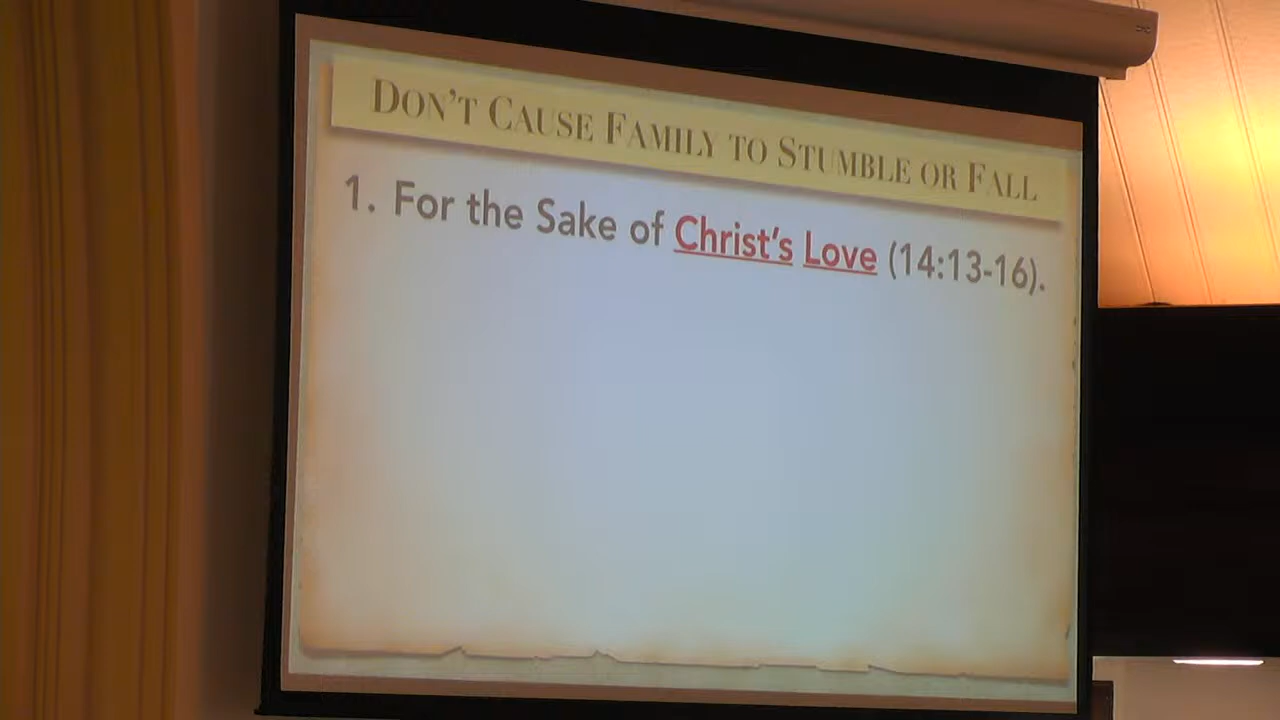 DON'T CAUSE FAMILY TO STUMBLE OR FALL
1. For the Sake of Christ's Love (14:13-16).